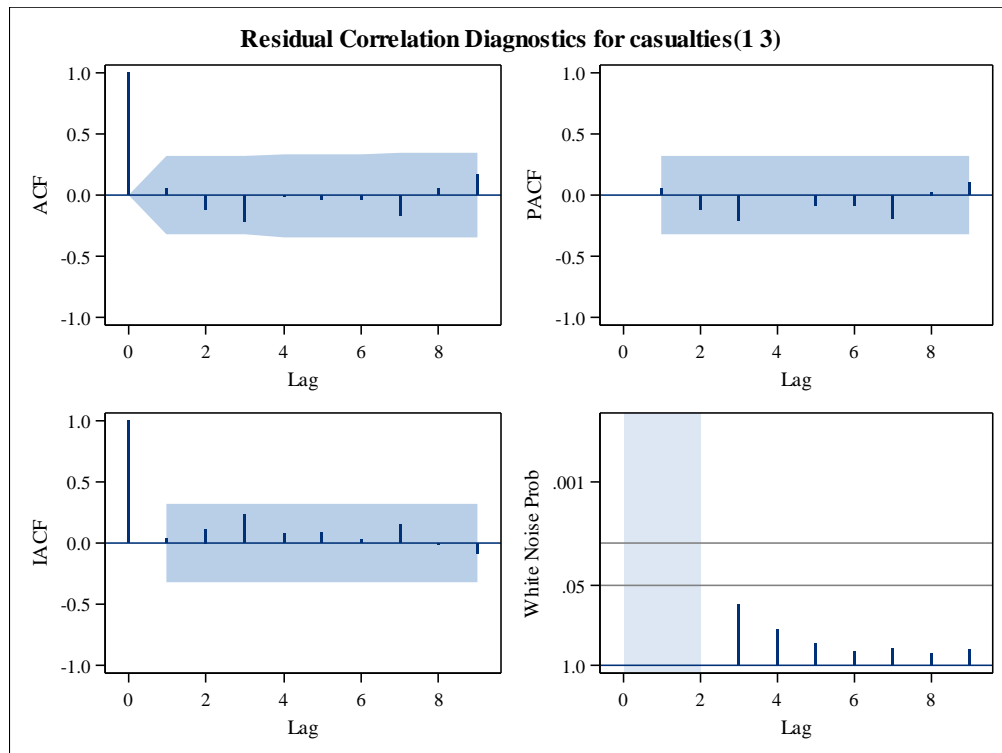 Residual Correlation Diagnostics for casualties(1 3)
1.0
0.5
0.0
-0.5
-1.0
ACF
0 2 4 6 8
Lag
1.0
0.5
0.0
-0.5
-1.0
PACF
0 2 4 6 8
Lag
1.0
0.5
0.0
-0.5
-1.0
IACF
0 2 4 6 8
Lag
.001
.05
1.0
White Noise Prob
0 2 4 6 8
Lag